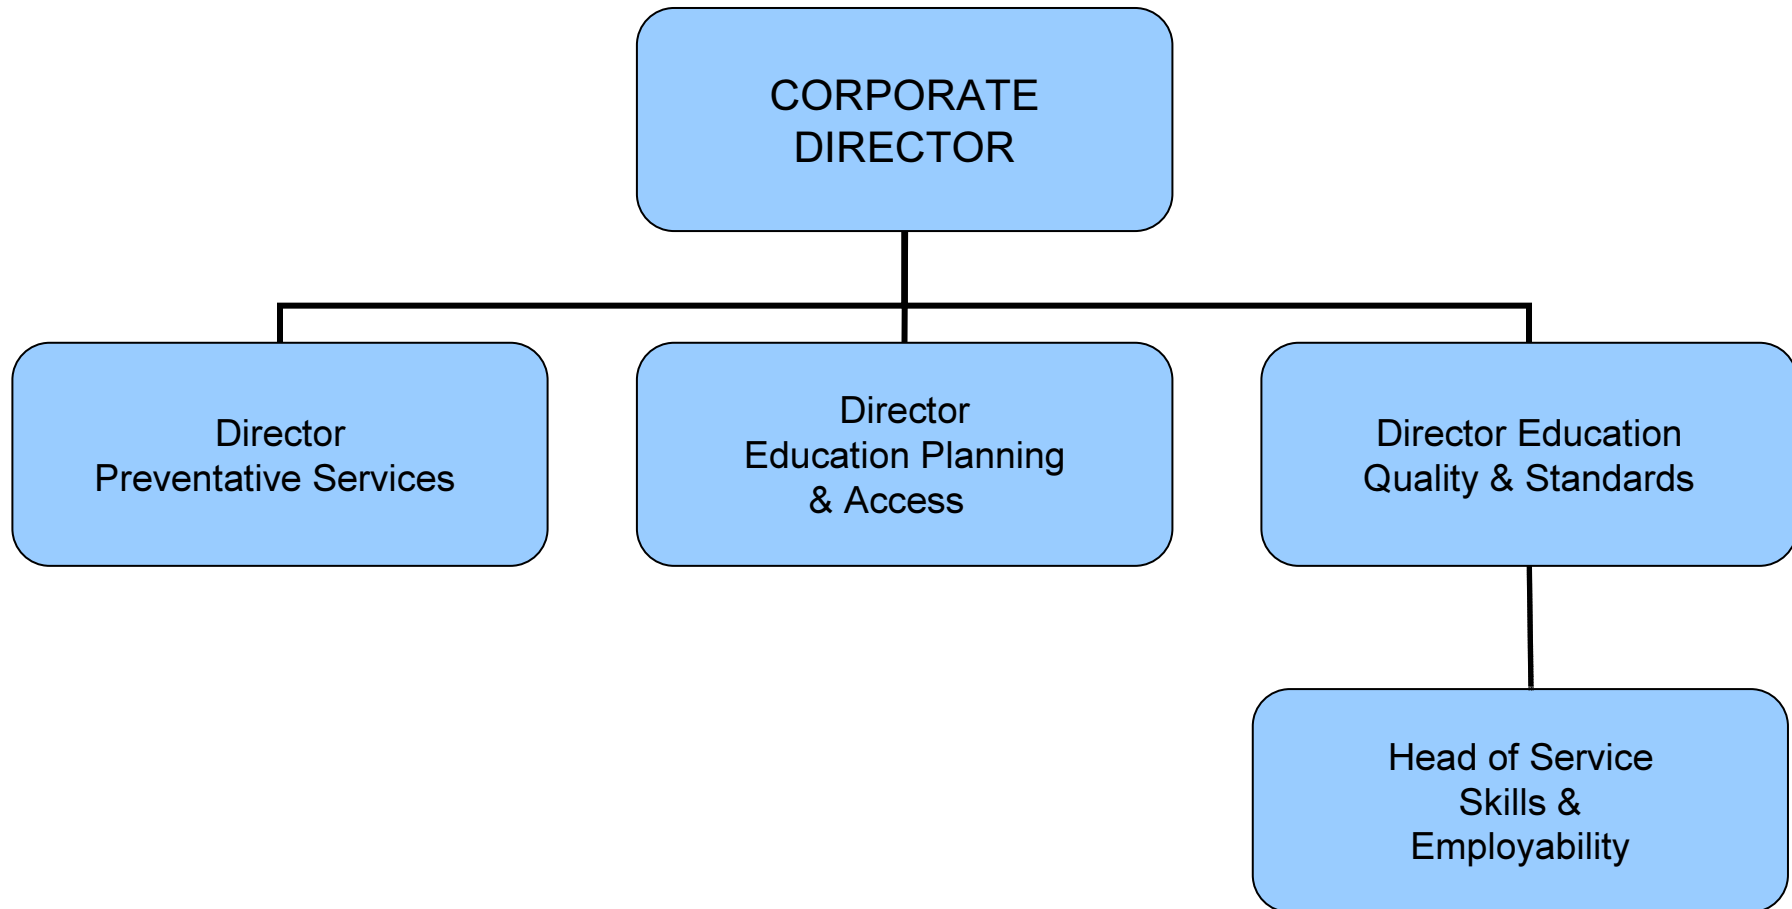 CORPORATE
DIRECTOR
Director
Preventative Services
Director
Education Planning
& Access
Director Education
Quality & Standards
Head of Service
Skills &
Employability